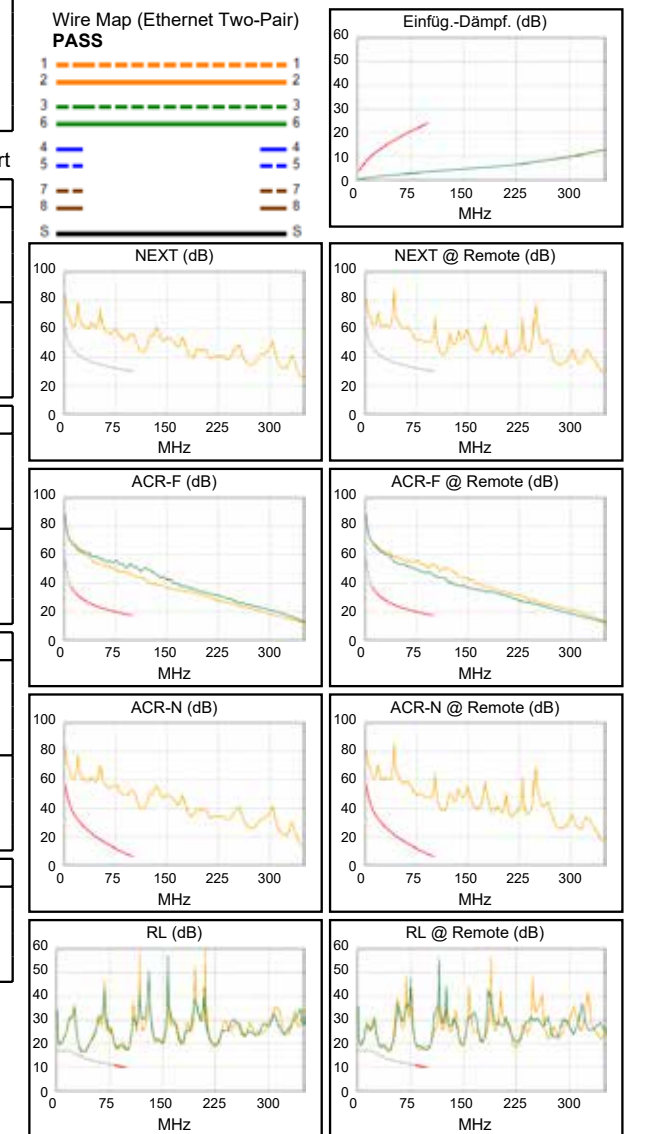 Wire Map (Ethernet Two-Pair)
PASS
1 1
2 2
3 3
6 6
4 4
5 5
7 7
8 8
S S
rt
Einfüg.-Dämpf. (dB)
60
50
40
30
20
10
0
0 75 150 225 300
MHz
NEXT (dB)
100
80
60
40
20
0
0 75 150 225 300
MHz
NEXT @ Remote (dB)
100
80
60
40
20
0
0 75 150 225 300
MHz
ACR-F (dB)
100
80
60
40
20
0
0 75 150 225 300
MHz
ACR-F @ Remote (dB)
100
80
60
40
20
0
0 75 150 225 300
MHz
ACR-N (dB)
100
80
60
40
20
0
0 75 150 225 300
MHz
ACR-N @ Remote (dB)
100
80
60
40
20
0
0 75 150 225 300
MHz
RL (dB)
60
50
40
30
20
10
0
0 75 150 225 300
MHz
RL @ Remote (dB)
60
50
40
30
20
10
0
0 75 150 225 300
MHz